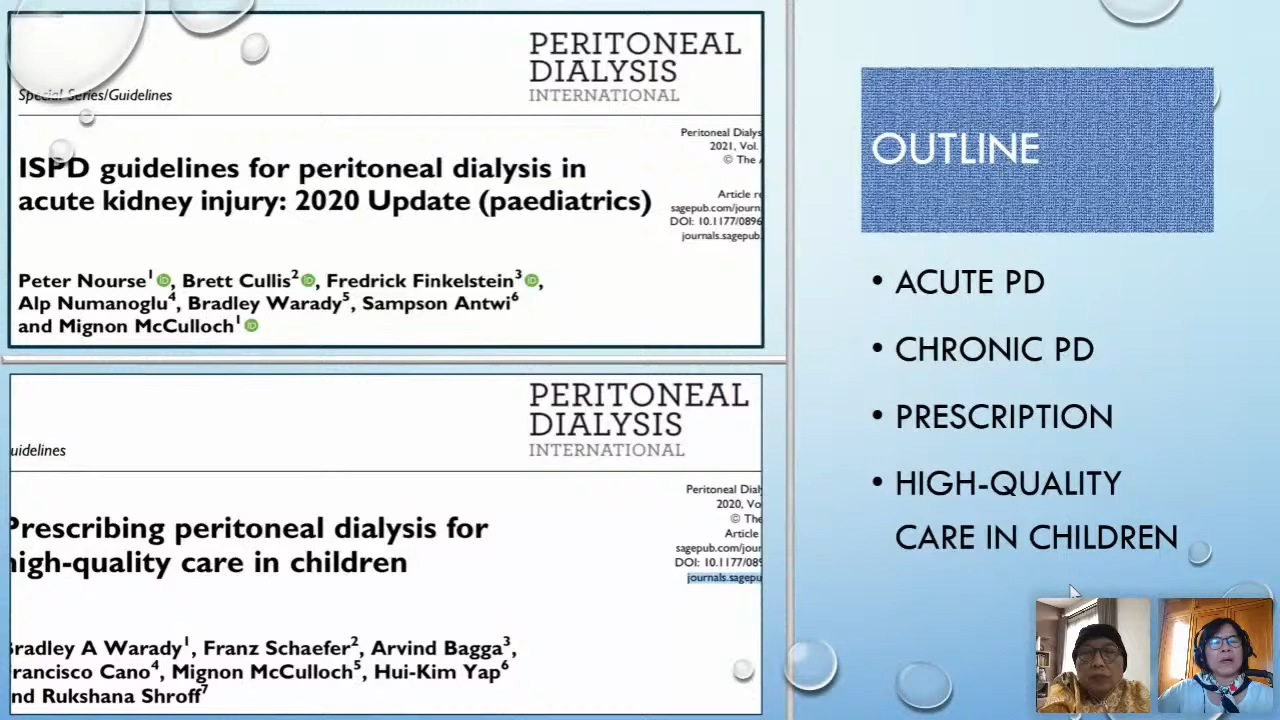 PERITONEAL
DIALYSIS
INTERNATIONAL
Special Series/Guidelines
Peritoneal Dialys
2021, Vol.
© The A
Article re
sagepub.com/journ
DOI: 10.1177/0896
journals.sagepub.
ISPD guidelines for peritoneal dialysis in
acute kidney injury: 2020 Update (paediatrics)
Peter Nourse1, Brett Cullis2, Fredrick Finkelstein3,
Alp Numanoglu4, Bradley Warady5, Sampson Antwi6
and Mignon McCulloch1
PERITONEAL
DIALYSIS
INTERNATIONAL
uidelines
Peritoneal Dial
2020, Vo
© The
Article
sagepub.com/jour
DOI: 10.1177/089
journals.sagepu
Prescribing peritoneal dialysis for
high-quality care in children
Bradley A Warady1, Franz Schaefer2, Arvind Bagga3,
Francisco Cano4, Mignon McCulloch5, Hui-Kim Yap6
nd Rukshana Shroff7
OUTLINE
• ACUTE PD
• CHRONIC PD
• PRESCRIPTION
• HIGH-QUALITY
CARE IN CHILDREN